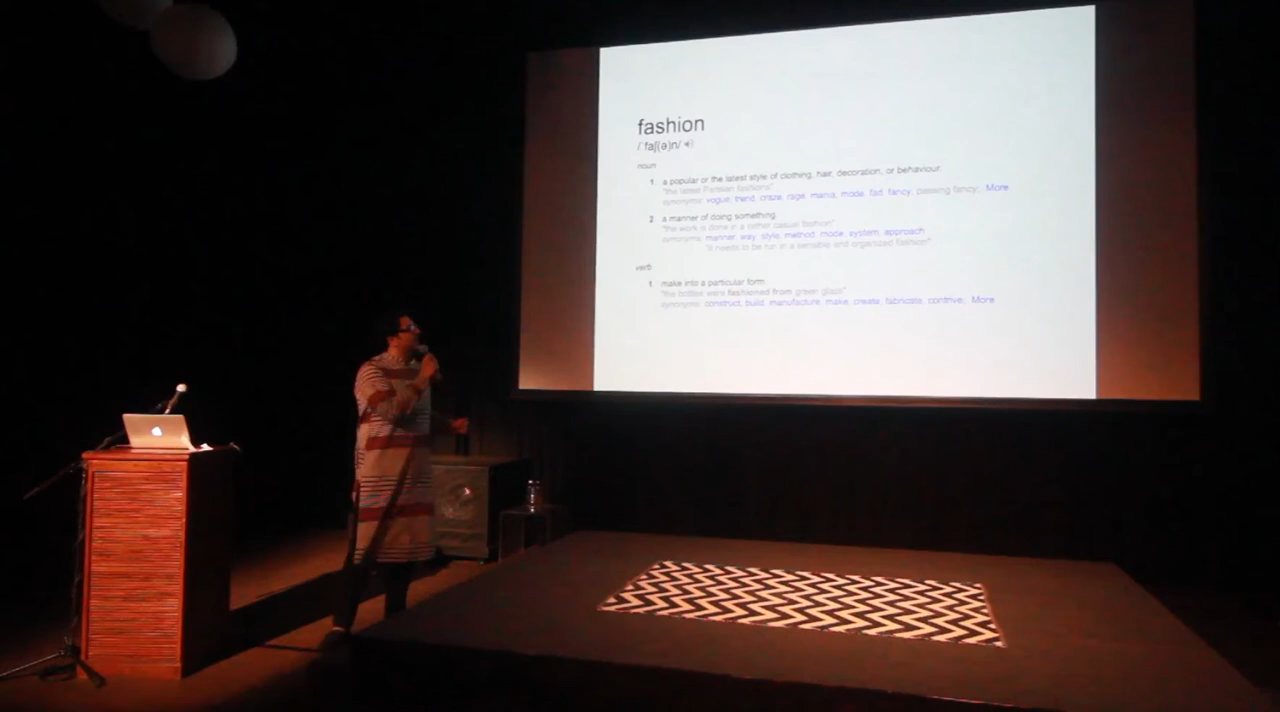 fashion
/ˈfaʃ(ə)n/
noun
1 a popular or the latest style of clothing, hair, decoration, or behaviour.
"the latest Parisian fashions"
synonyms: vogue, trend, craze, rage, mania, mode, fad, fancy, passing fancy; More
2 a manner of doing something.
"the work is done in a rather casual fashion"
synonyms: manner, way, style, method, mode, system, approach
"it needs to be run in a sensible and organized fashion"
verb
1 make into a particular form.
"the bottles were fashioned from green glass"
synonyms: construct, build, manufacture, make, create, fabricate, contrive; More